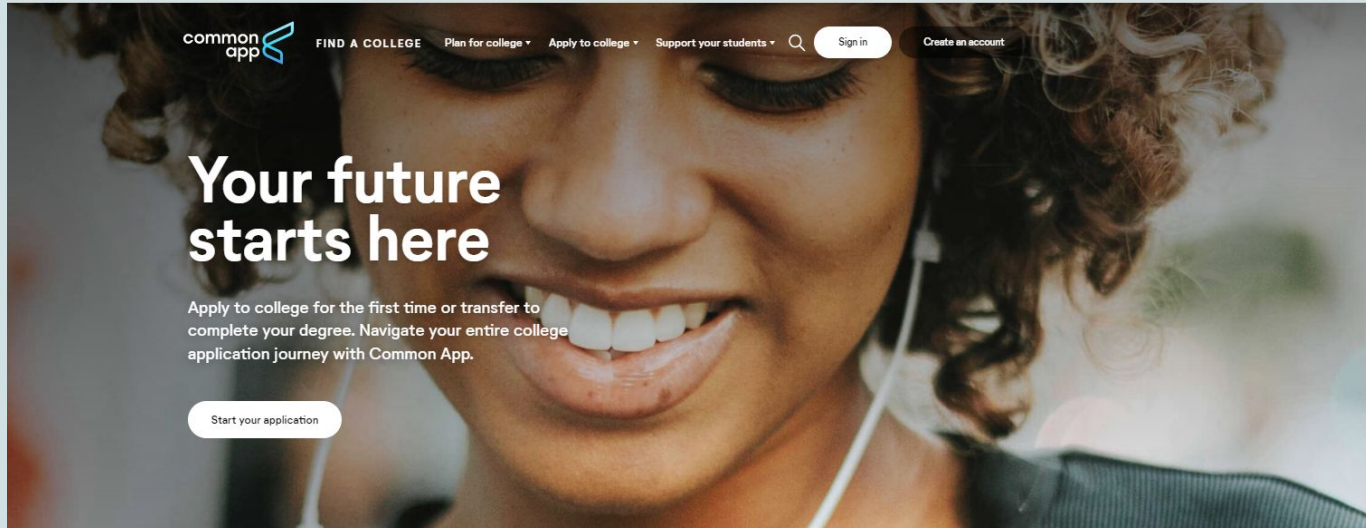 common
app
FIND A COLLEGE
Plan for college
Apply to college
Support your students
Sign in
Create an account
Your future
starts here
Apply to college for the first time or transfer to
complete your degree. Navigate your entire college
application journey with Common App.
Start your application